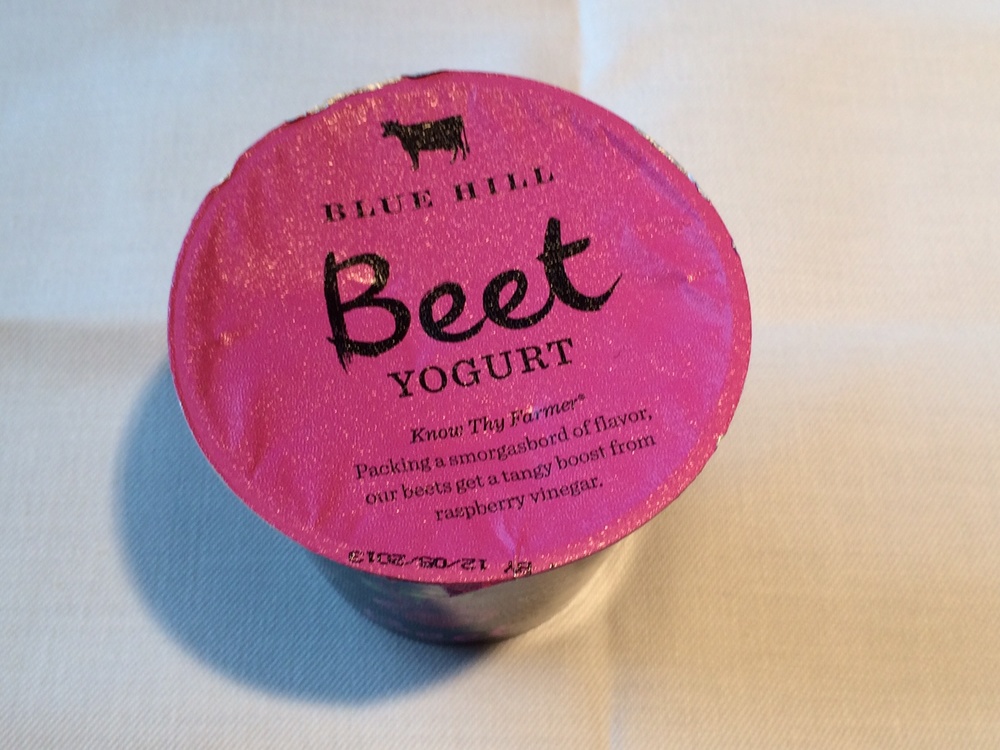 BLUE HILL
Beet
YOGURT
Know Thy Farmer®
Packing a smorgasbord of flavor,
our beets get a tangy boost from
raspberry vinegar.
BY 12/08/2013